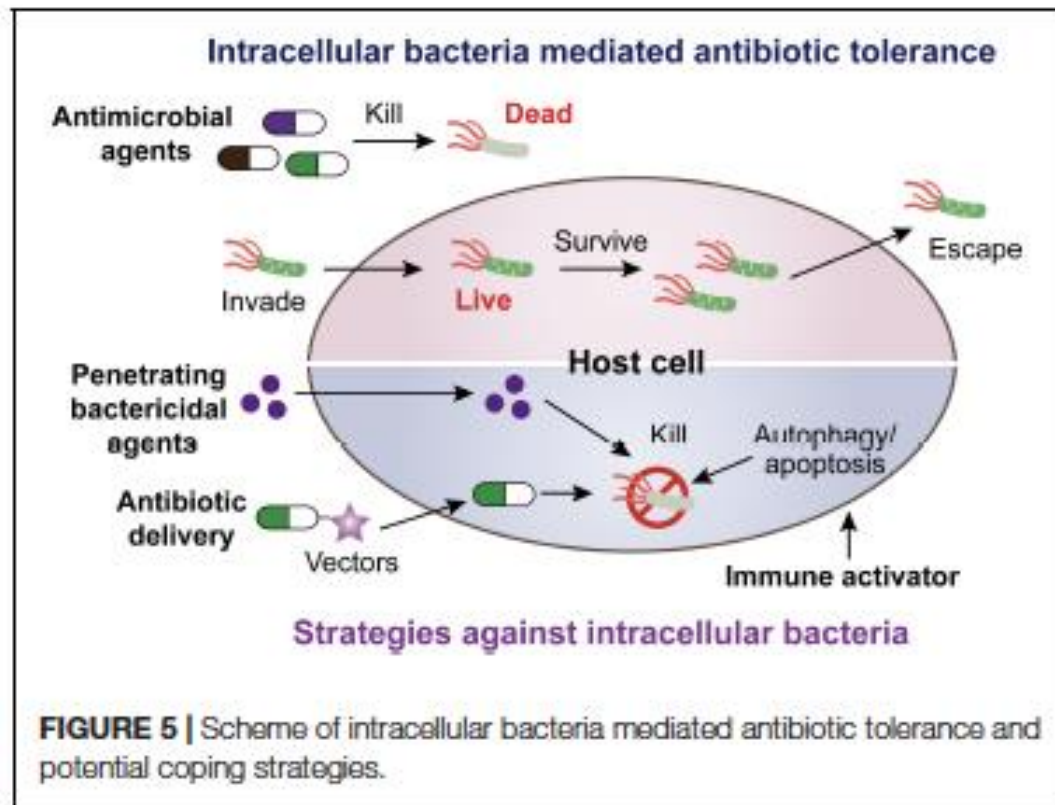 Intracellular bacteria mediated antibiotic tolerance
Antimicrobial
agents
Kill
Dead
Invade
Live
Survive
Escape
Host cell
Penetrating
bactericidal
agents
Kill
Autophagy/
apoptosis
Antibiotic
delivery
Vectors
Immune activator
Strategies against intracellular bacteria
FIGURE 5 | Scheme of intracellular bacteria mediated antibiotic tolerance and
potential coping strategies.